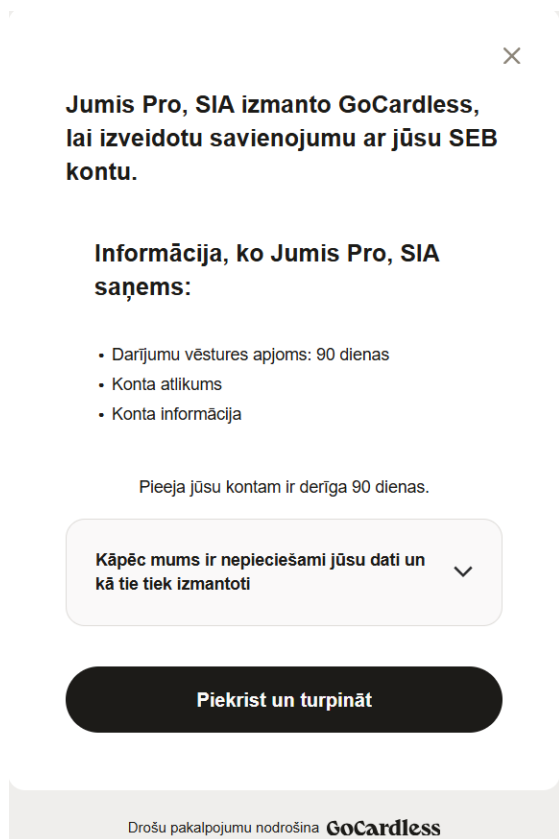 Jumis Pro, SIA izmanto GoCardless,
lai izveidotu savienojumu ar jūsu SEB
kontu.
Informācija, ko Jumis Pro, SIA
saņems:
• Darījumu vēstures apjoms: 90 dienas
• Konta atlikums
• Konta informācija
Pieeja jūsu kontam ir derīga 90 dienas.
Kāpēc mums ir nepieciešami jūsu dati un
kā tie tiek izmantoti
Piekrist un turpināt
Drošu pakalpojumu nodrošina GoCardless